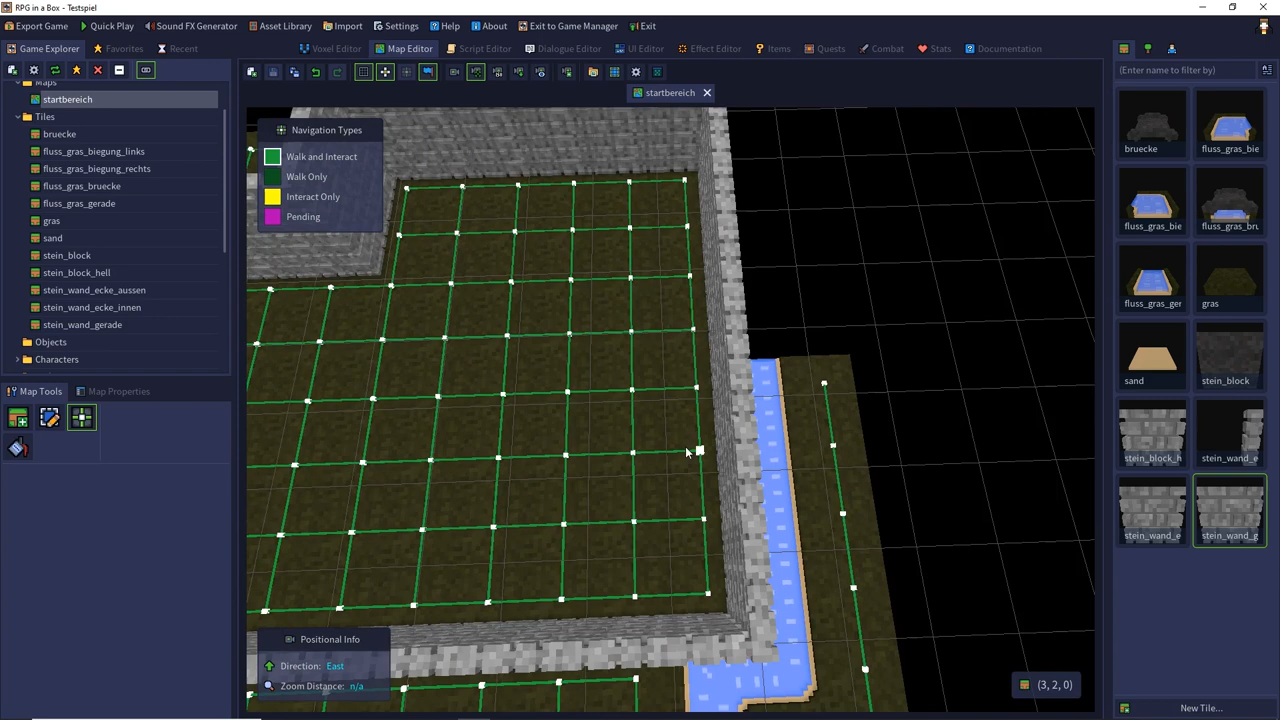 RPG in a Box - Testspiel
Export Game Quick Play Sound FX Generator Asset Library Import Settings Help About Exit to Game Manager Exit
Game Explorer Favorites Recent Voxel Editor Map Editor Script Editor Dialogue Editor UI Editor Effect Editor Items Quests Combat Stats Documentation
(Enter name to filter by)
startbereich
Maps
startbereich
Tiles
bruecke
fluss_gras_biegung_links
fluss_gras_biegung_rechts
fluss_gras_bruecke
fluss_gras_gerade
gras
sand
stein_block
stein_block_hell
stein_wand_ecke_aussen
stein_wand_ecke_innen
stein_wand_gerade
Objects
Characters
Map Tools Map Properties
Navigation Types
Walk and Interact
Walk Only
Interact Only
Pending
Positional Info
Direction: East
Zoom Distance: n/a
(3, 2, 0)
bruecke fluss_gras_bie
fluss_gras_bie fluss_gras_bru
fluss_gras_ger gras
sand stein_block
stein_block_h stein_wand_e
stein_wand_e stein_wand_g
New Tile...